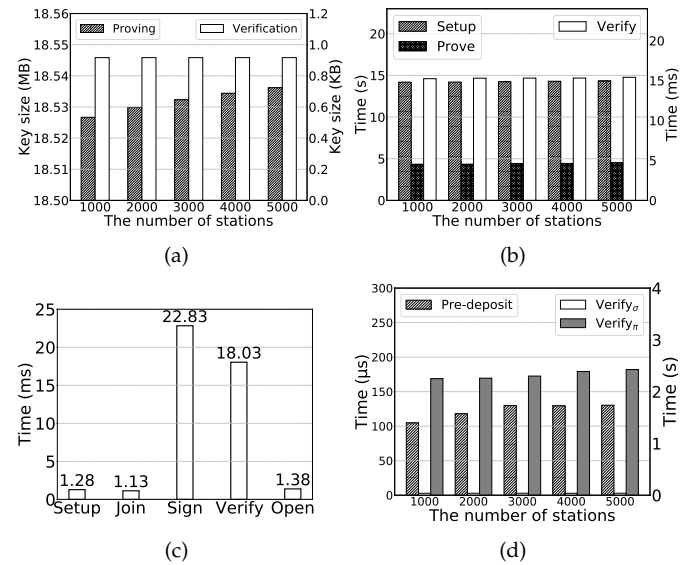 18.56
18.55
18.54
18.53
18.52
18.51
18.50
Key size (MB)
Proving
Verification
1.2
1.0
0.8
0.6
0.4
0.2
0.0
Key size (KB)
1000 2000 3000 4000 5000
The number of stations
(a)
20
15
10
5
0
Time (s)
Setup
Prove
Verify
20
15
10
5
0
Time (ms)
1000 2000 3000 4000 5000
The number of stations
(b)
25
20
15
10
5
0
Time (ms)
1.28
1.13
22.83
18.03
1.38
Setup Join Sign Verify Open
(c)
300
250
200
150
100
50
0
Time (μs)
Pre-deposit
Verifyσ
Verifyπ
4
3
2
1
0
Time (s)
1000 2000 3000 4000 5000
The number of stations
(d)